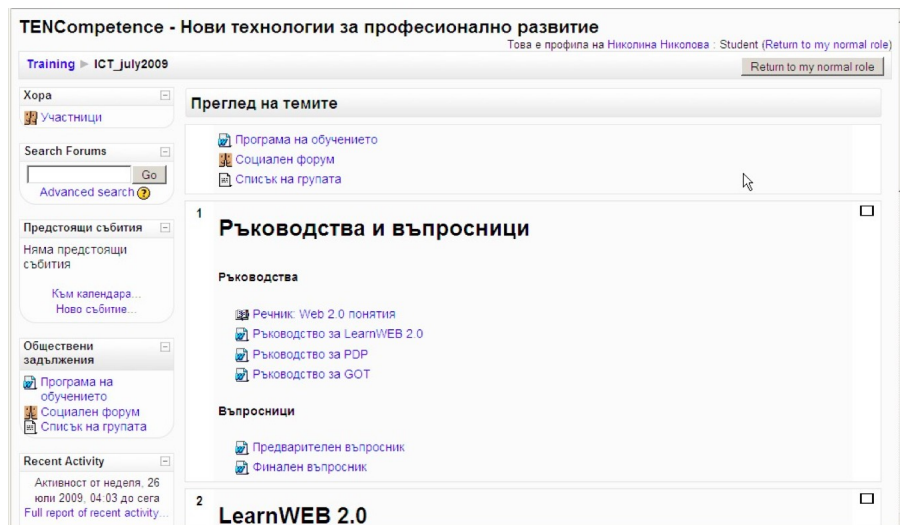 TENCompetence - Нови технологии за професионално развитие
Това е профила на Николина Николова : Student (Return to my normal role)
Training ► ICT_july2009
Return to my normal role
Хора
Участници
Search Forums
Go
Advanced search ?
Предстоящи събития
Няма предстоящи
събития
Към календара...
Ново събитие...
Обществени
задължения
Програма на
обучението
Социален форум
Списък на групата
Recent Activity
Активност от неделя, 26
юли 2009, 04:03 до сега
Full report of recent activity...
Преглед на темите
Програма на обучението
Социален форум
Списък на групата
1
Ръководства и въпросници
Ръководства
Речник: Web 2.0 понятия
Ръководство за LearnWEB 2.0
Ръководство за PDP
Ръководство за GOT
Въпросници
Предварителен въпросник
Финален въпросник
2
LearnWEB 2.0